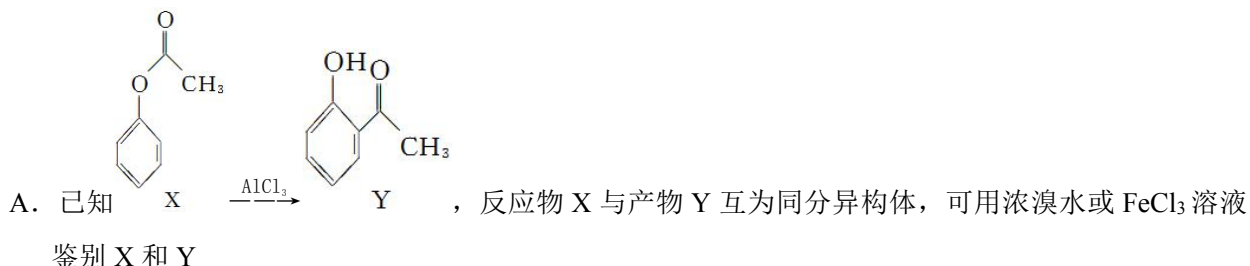 O
O
CH₃
OH O
CH₃
A．已知 X AlCl₃ Y ，反应物 X 与产物 Y 互为同分异构体，可用浓溴水或 FeCl₃ 溶液
鉴别 X 和 Y